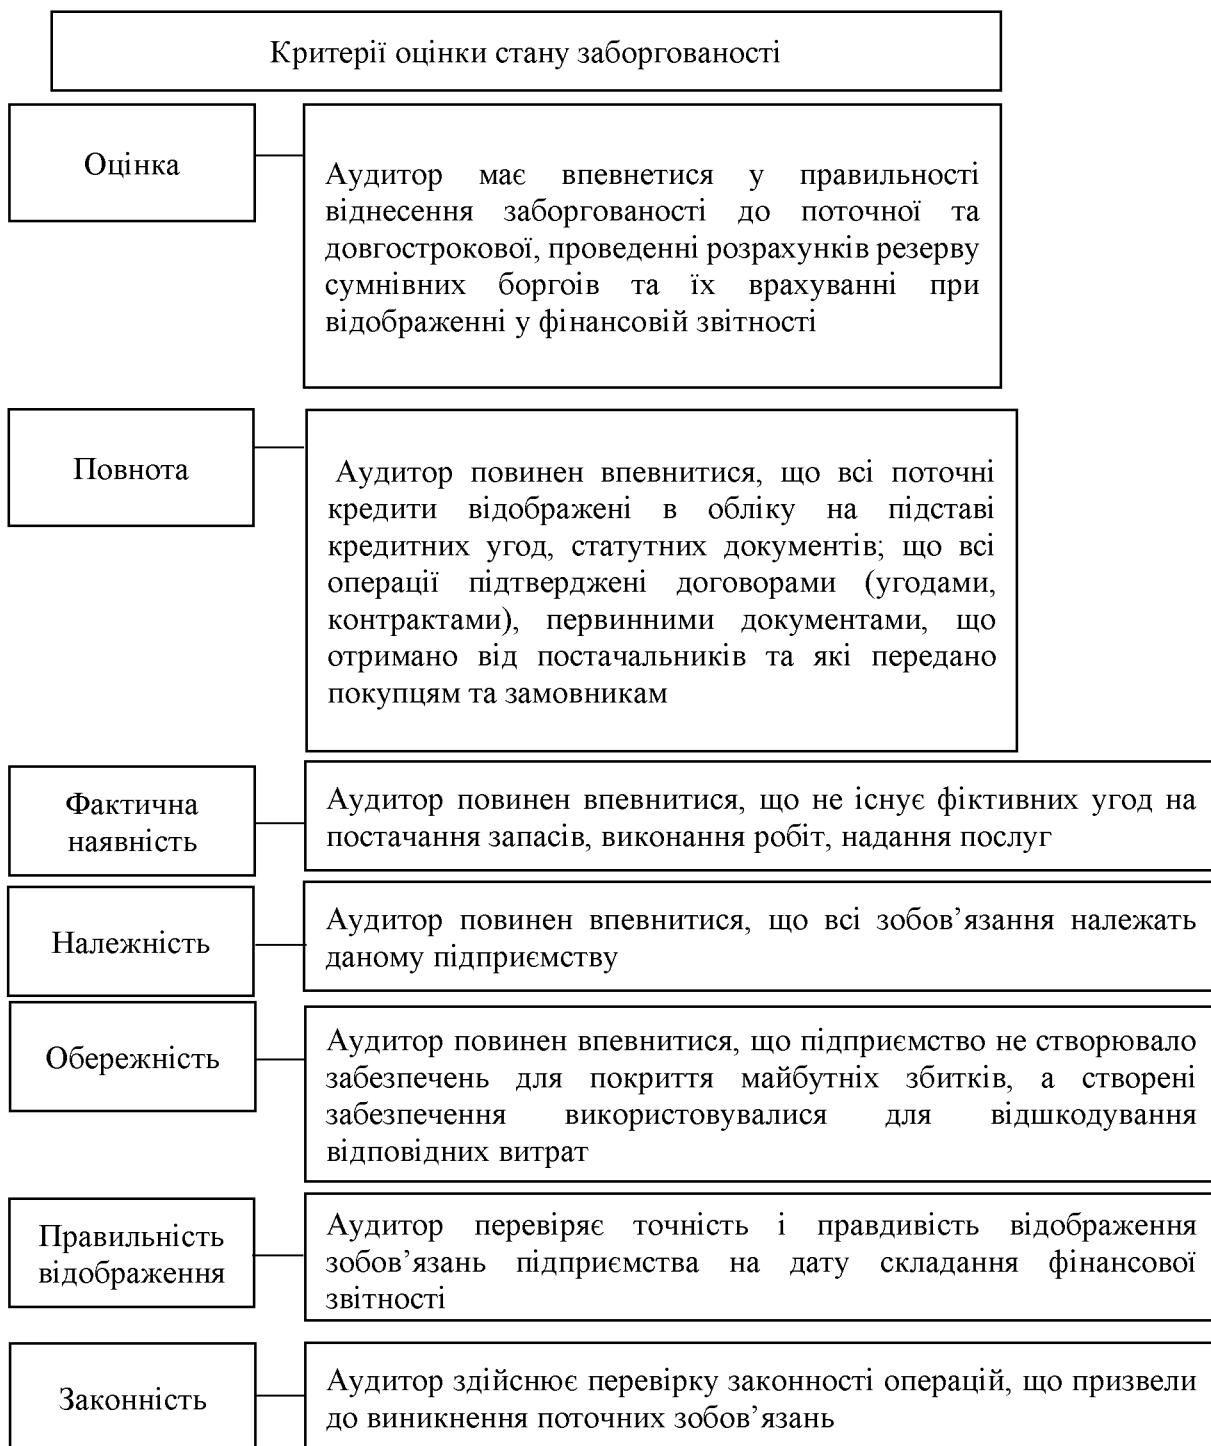 Критерії оцінки стану заборгованості
Оцінка
Аудитор має впевнетися у правильності
віднесення заборгованості до поточної та
довгострокової, проведенні розрахунків резерву
сумнівних боргоів та їх врахуванні при
відображенні у фінансовій звітності
Повнота
Аудитор повинен впевнитися, що всі поточні
кредити відображені в обліку на підставі
кредитних угод, статутних документів; що всі
операції підтверджені договорами (угодами,
контрактами), первинними документами, що
отримано від постачальників та які передано
покупцям та замовникам
Фактична
наявність
Аудитор повинен впевнитися, що не існує фіктивних угод на
постачання запасів, виконання робіт, надання послуг
Належність
Аудитор повинен впевнитися, що всі зобов’язання належать
даному підприємству
Обережність
Аудитор повинен впевнитися, що підприємство не створювало
забезпечень для покриття майбутніх збитків, а створені
забезпечення використовувалися для відшкодування
відповідних витрат
Правильність
відображення
Аудитор перевіряє точність і правдивість відображення
зобов’язань підприємства на дату складання фінансової
звітності
Законність
Аудитор здійснює перевірку законності операцій, що призвели
до виникнення поточних зобов’язань